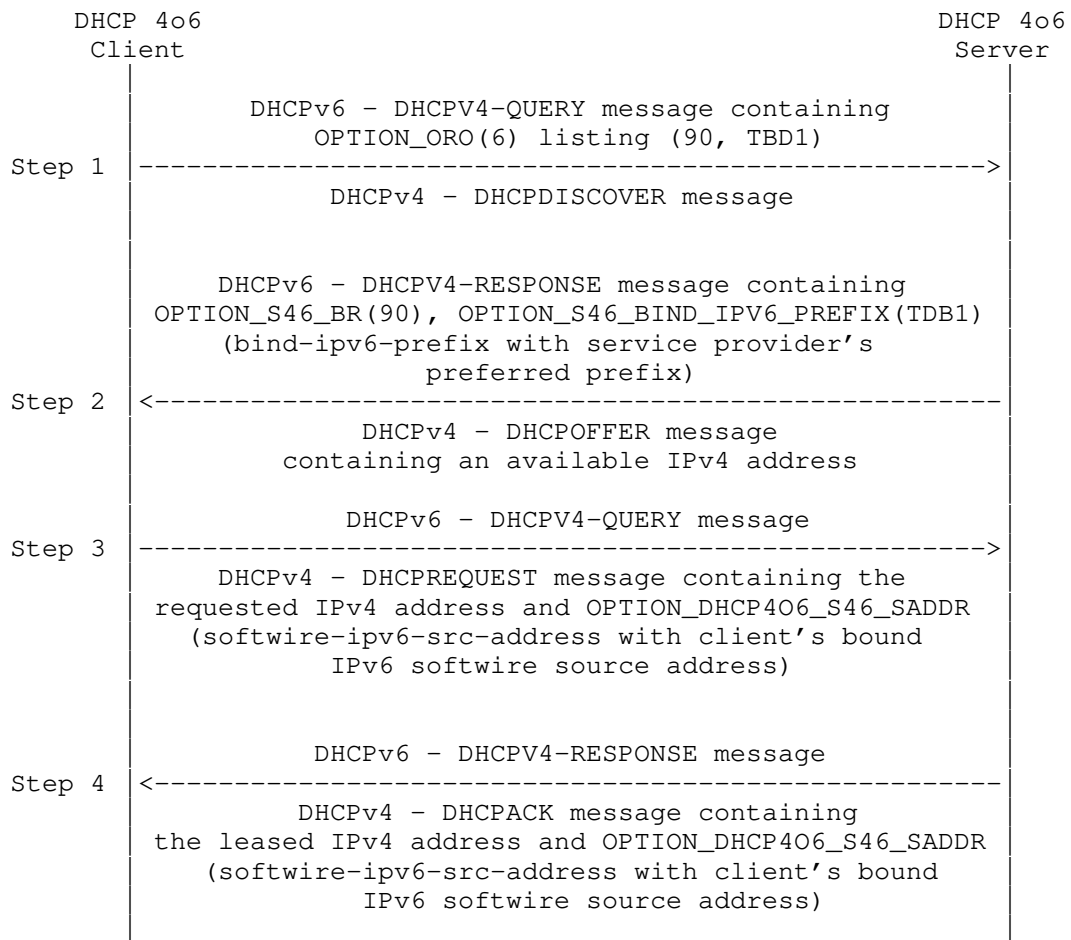 DHCP 4o6 DHCP 4o6
Client Server
DHCPv6 - DHCPV4-QUERY message containing
OPTION_ORO(6) listing (90, TBD1)
Step 1
DHCPv4 - DHCPDISCOVER message
DHCPv6 - DHCPV4-RESPONSE message containing
OPTION_S46_BR(90), OPTION_S46_BIND_IPV6_PREFIX(TDB1)
(bind-ipv6-prefix with service provider's
preferred prefix)
Step 2
DHCPv4 - DHCPOFFER message
containing an available IPv4 address
DHCPv6 - DHCPV4-QUERY message
Step 3
DHCPv4 - DHCPREQUEST message containing the
requested IPv4 address and OPTION_DHCP4O6_S46_SADDR
(softwire-ipv6-src-address with client's bound
IPv6 softwire source address)
DHCPv6 - DHCPV4-RESPONSE message
Step 4
DHCPv4 - DHCPACK message containing
the leased IPv4 address and OPTION_DHCP4O6_S46_SADDR
(softwire-ipv6-src-address with client's bound
IPv6 softwire source address)